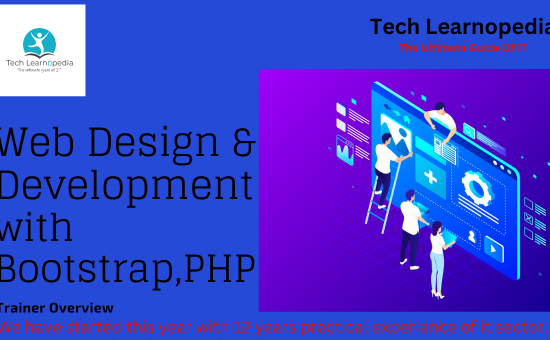 Tech Learnopedia
The Ultimate Guide Of IT
Tech Learnopedia
The ultimate guide of IT
Web Design &
Development
with
Bootstrap,PHP
Trainer Overview
We have started this year with 12 years practical experience of it sector